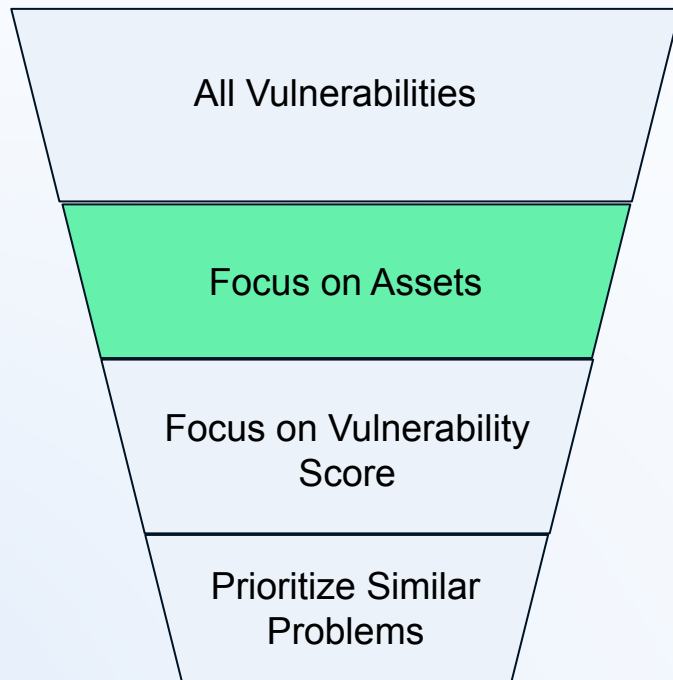 All Vulnerabilities
Focus on Assets
Focus on Vulnerability
Score
Prioritize Similar
Problems